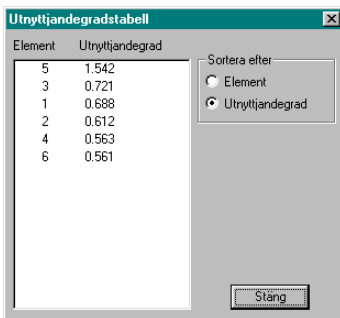 Utnyttjandegradstabell
Element Utnyttjandegrad
5 1.542
3 0.721
1 0.688
2 0.612
4 0.563
6 0.561
Sortera efter
Element
Utnyttjandegrad
Stäng